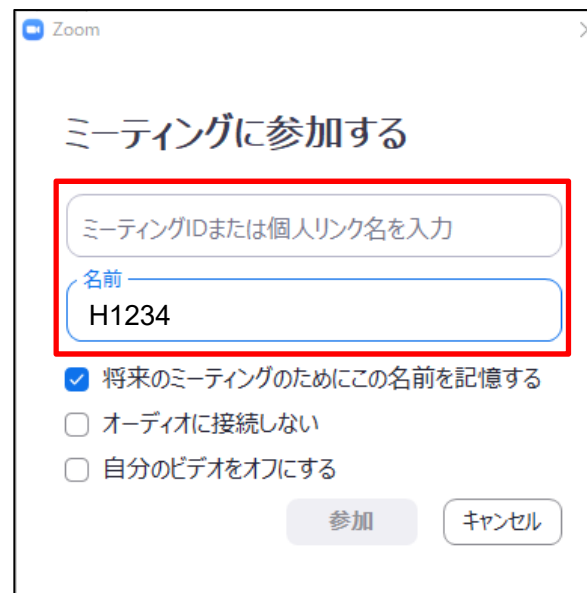 Zoom
ミーティングに参加する
ミーティングIDまたは個人リンク名を入力
名前
H1234
将来のミーティングのためにこの名前を記憶する
オーディオに接続しない
自分のビデオをオフにする
参加 キャンセル